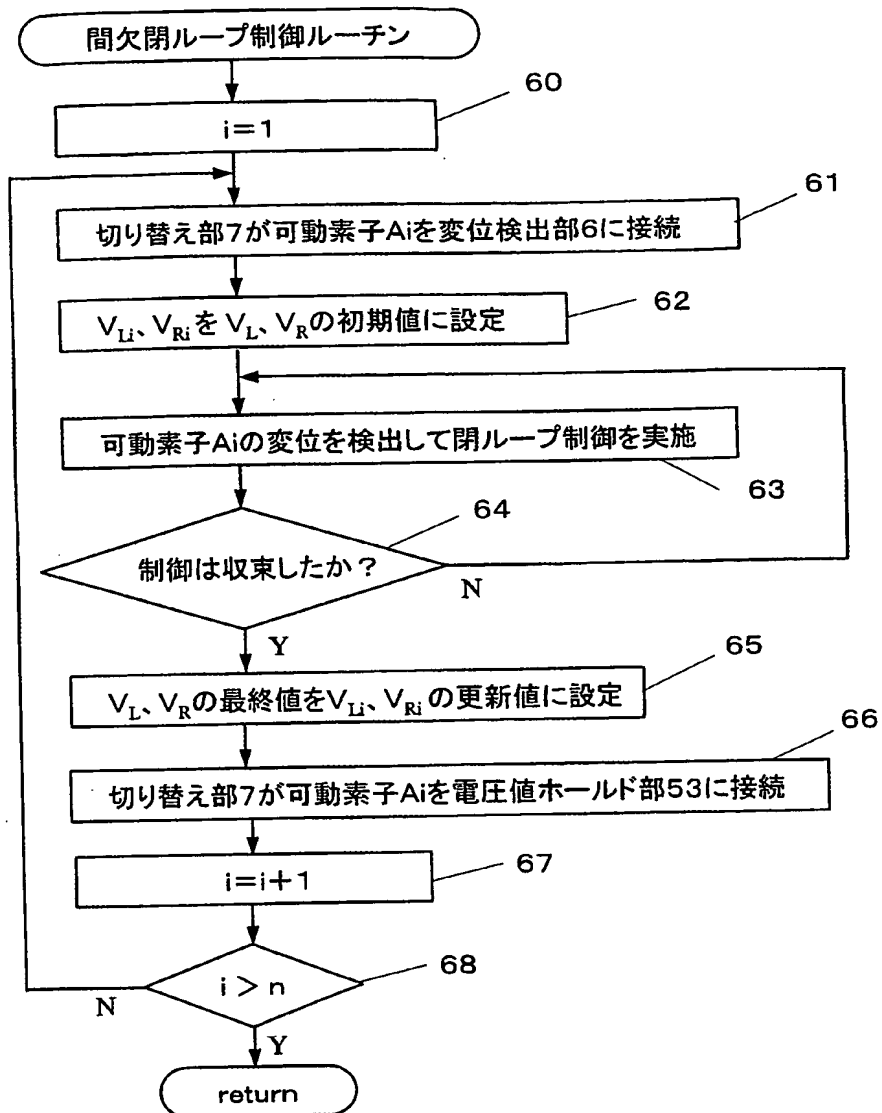 間欠閉ループ制御ルーチン
60
i=1
61
切り替え部7が可動素子Aiを変位検出部6に接続
62
VLi、VRiをVL、VRの初期値に設定
可動素子Aiの変位を検出して閉ループ制御を実施
63
64
制御は収束したか？
N
Y
65
VL、VRの最終値をVLi、VRiの更新値に設定
66
切り替え部7が可動素子Aiを電圧値ホールド部53に接続
67
i=i+1
68
i>n
N
Y
return